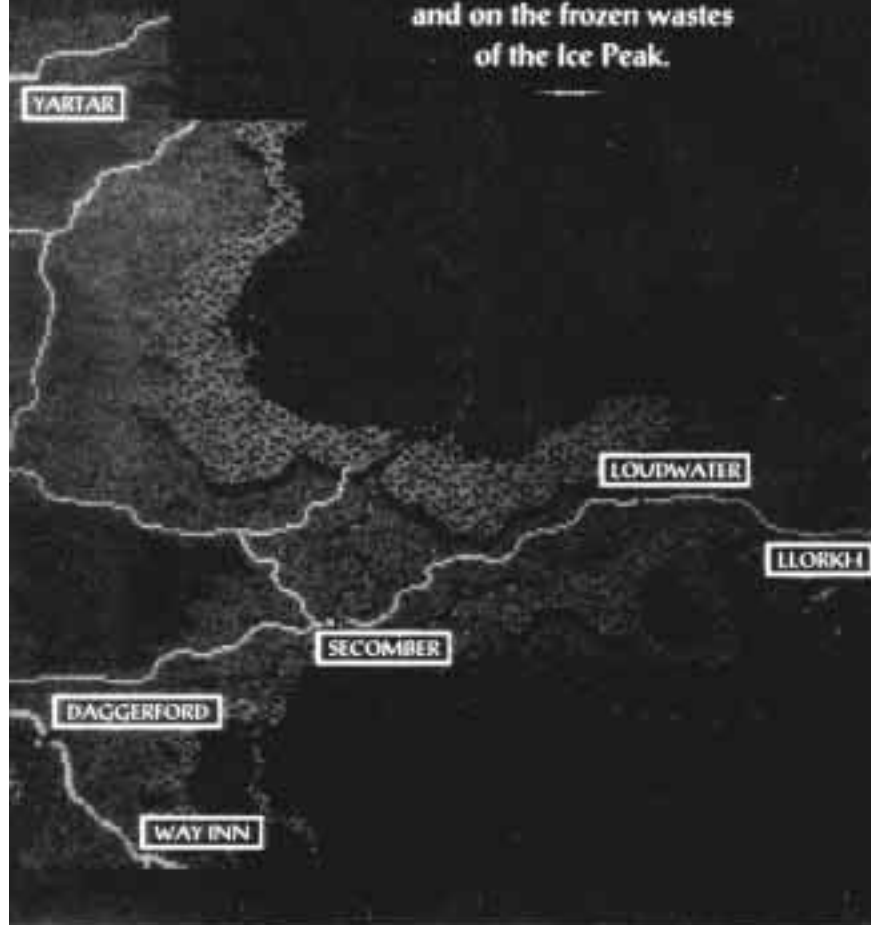 and on the frozen wastes
of the Ice Peak.
YARTAR
LOUDWATER
LLORKH
SECOMBER
DAGGERFORD
WAY INN